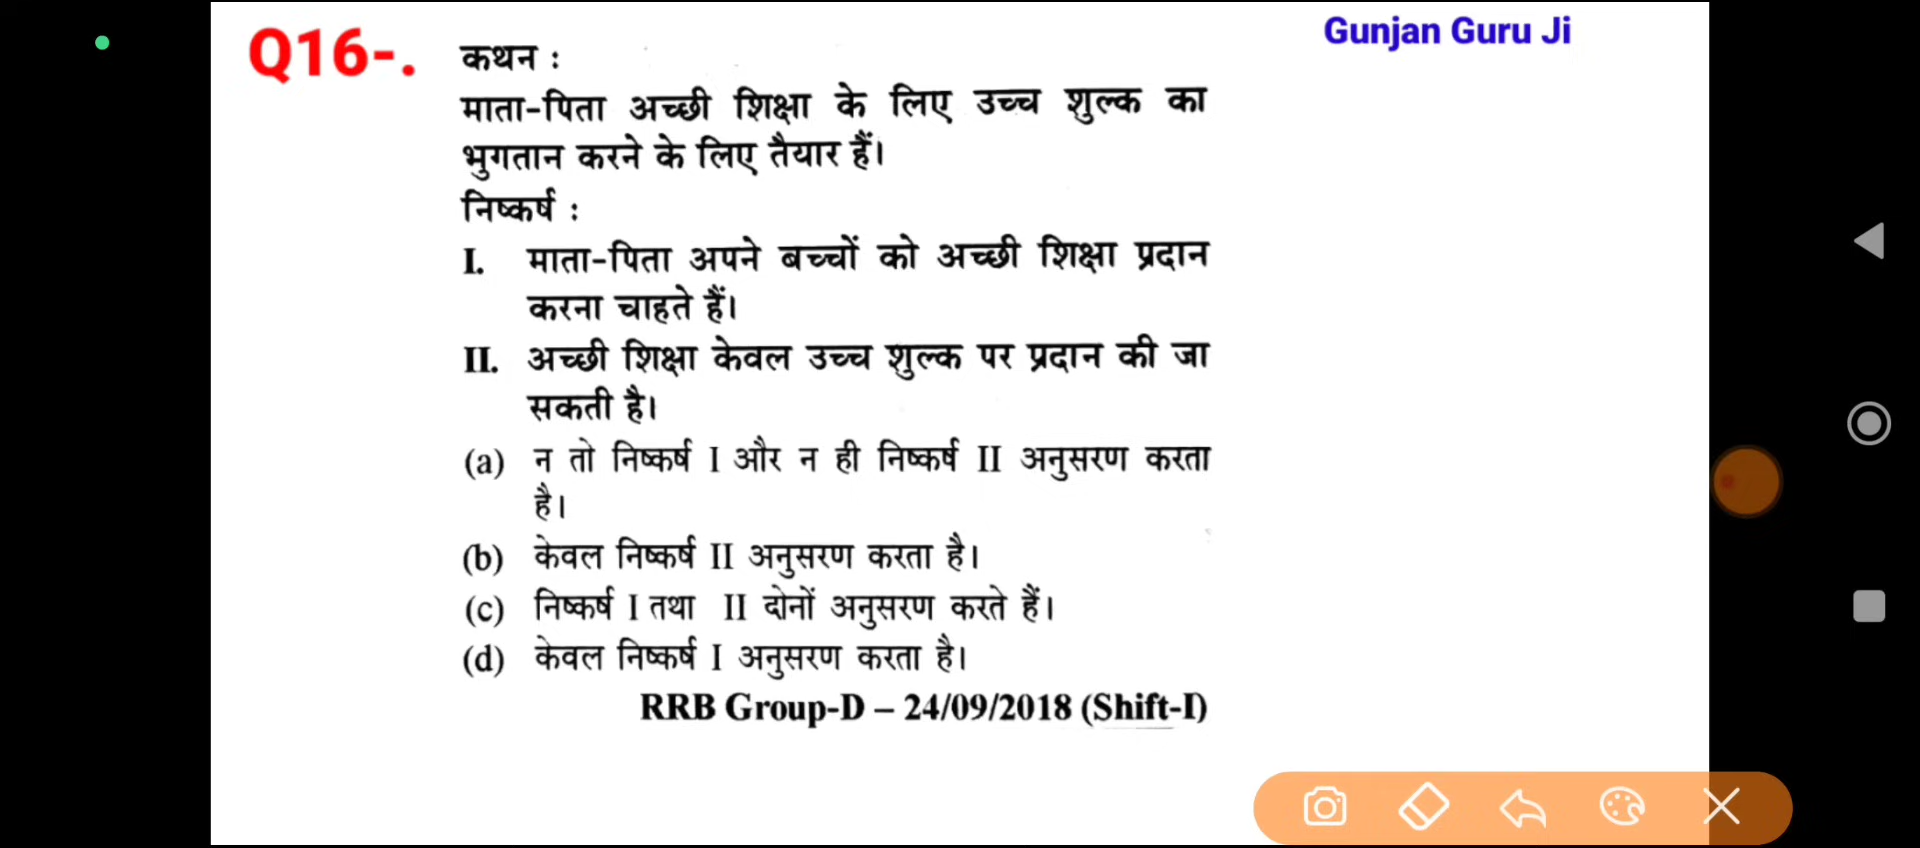 Q16-.
Gunjan Guru Ji
कथन :
माता-पिता अच्छी शिक्षा के लिए उच्च शुल्क का
भुगतान करने के लिए तैयार हैं।
निष्कर्ष :
I. माता-पिता अपने बच्चों को अच्छी शिक्षा प्रदान
करना चाहते हैं।
II. अच्छी शिक्षा केवल उच्च शुल्क पर प्रदान की जा
सकती है।
(a) न तो निष्कर्ष I और न ही निष्कर्ष II अनुसरण करता
है।
(b) केवल निष्कर्ष II अनुसरण करता है।
(c) निष्कर्ष I तथा II दोनों अनुसरण करते हैं।
(d) केवल निष्कर्ष I अनुसरण करता है।
RRB Group-D – 24/09/2018 (Shift-I)